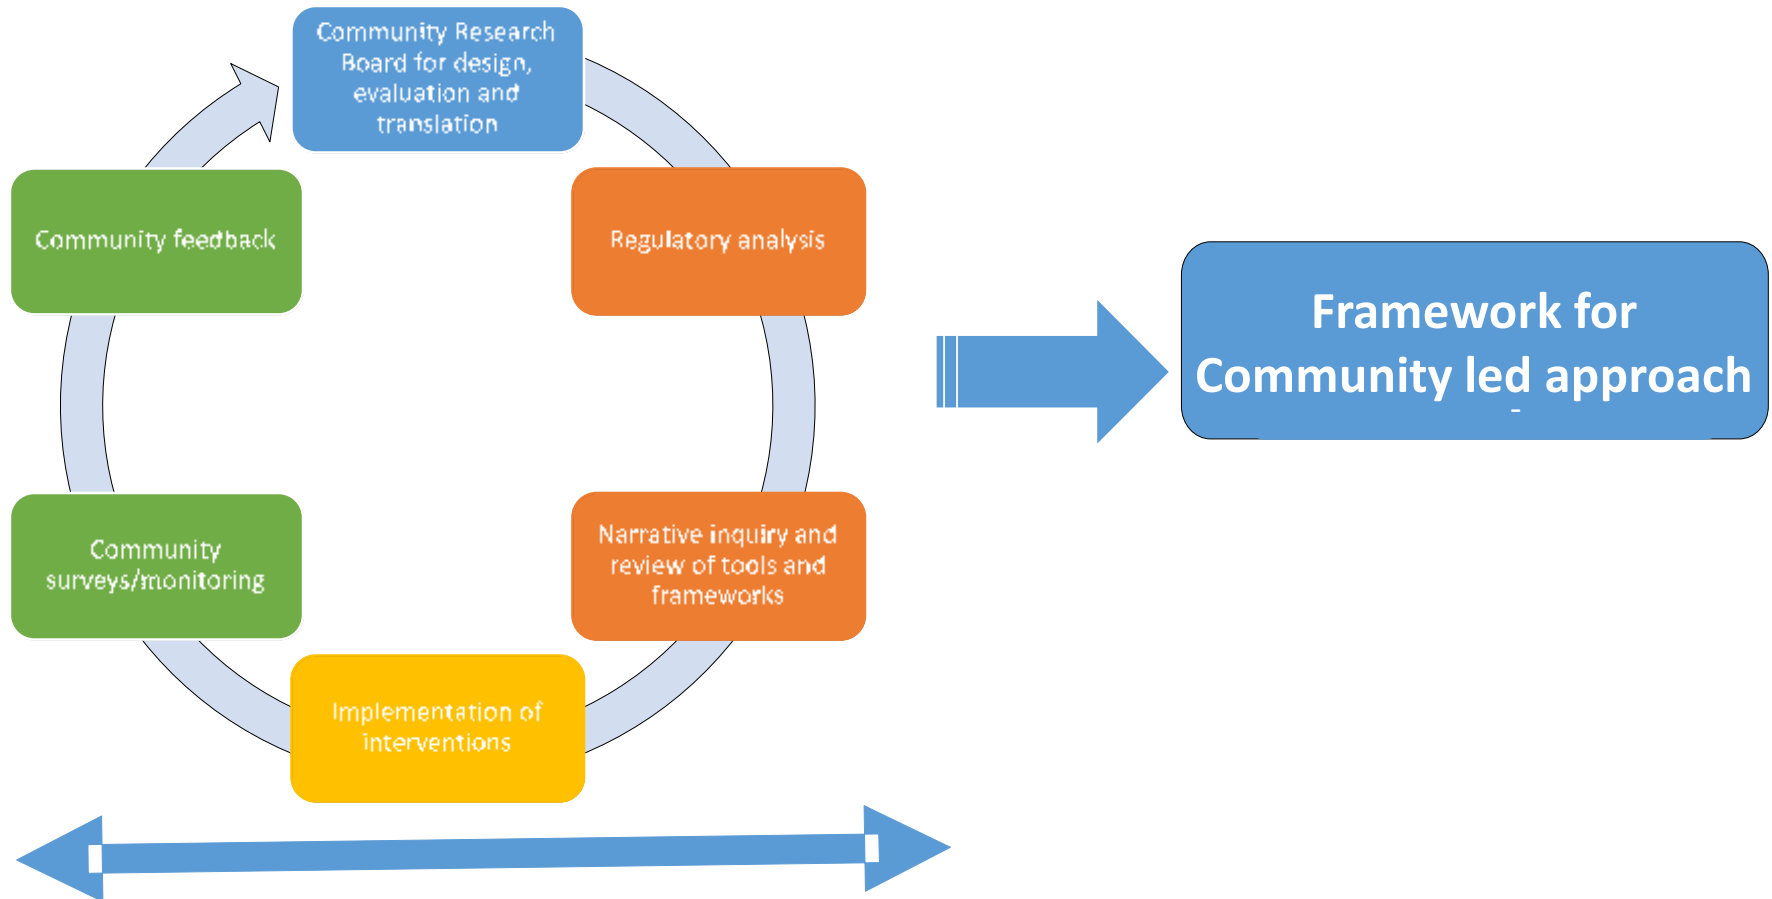 Community Research
Board for design,
evaluation and
translation
Regulatory analysis
Narrative inquiry and
review of tools and
frameworks
Implementation of
interventions
Community
surveys/monitoring
Community feedback
Framework for
Community led approach